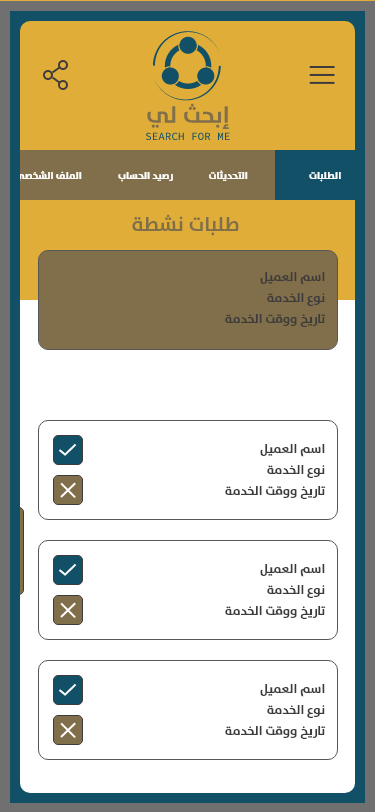 إبحث لي
SEARCH FOR ME
الطلبات
التحديثات
رصيد الحساب
الملف الشخصي
طلبات نشطة
اسم العميل
نوع الخدمة
تاريخ ووقت الخدمة
اسم العميل
نوع الخدمة
تاريخ ووقت الخدمة
اسم العميل
نوع الخدمة
تاريخ ووقت الخدمة
اسم العميل
نوع الخدمة
تاريخ ووقت الخدمة